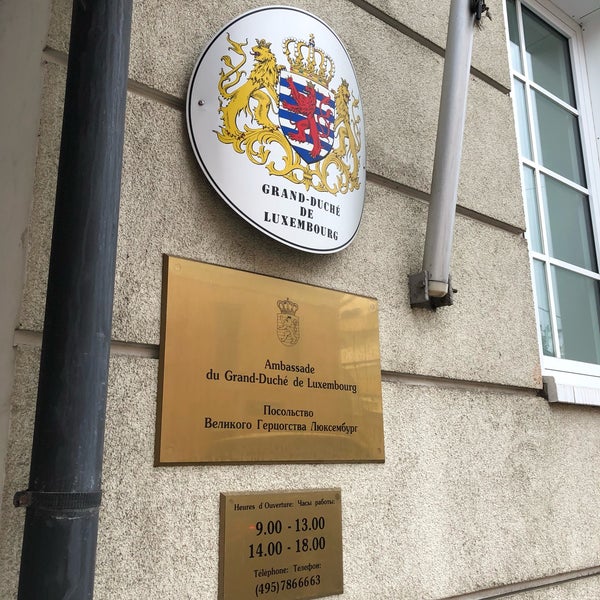 GRAND-DUCHÉ
DE
LUXEMBOURG
Ambassade
du Grand-Duché de Luxembourg
Посольство
Великого Герцогства Люксембург
Heures d'Ouverture: Часы работы:
9.00 - 13.00
14.00 - 18.00
Téléphone: Телефон:
(495)7866663